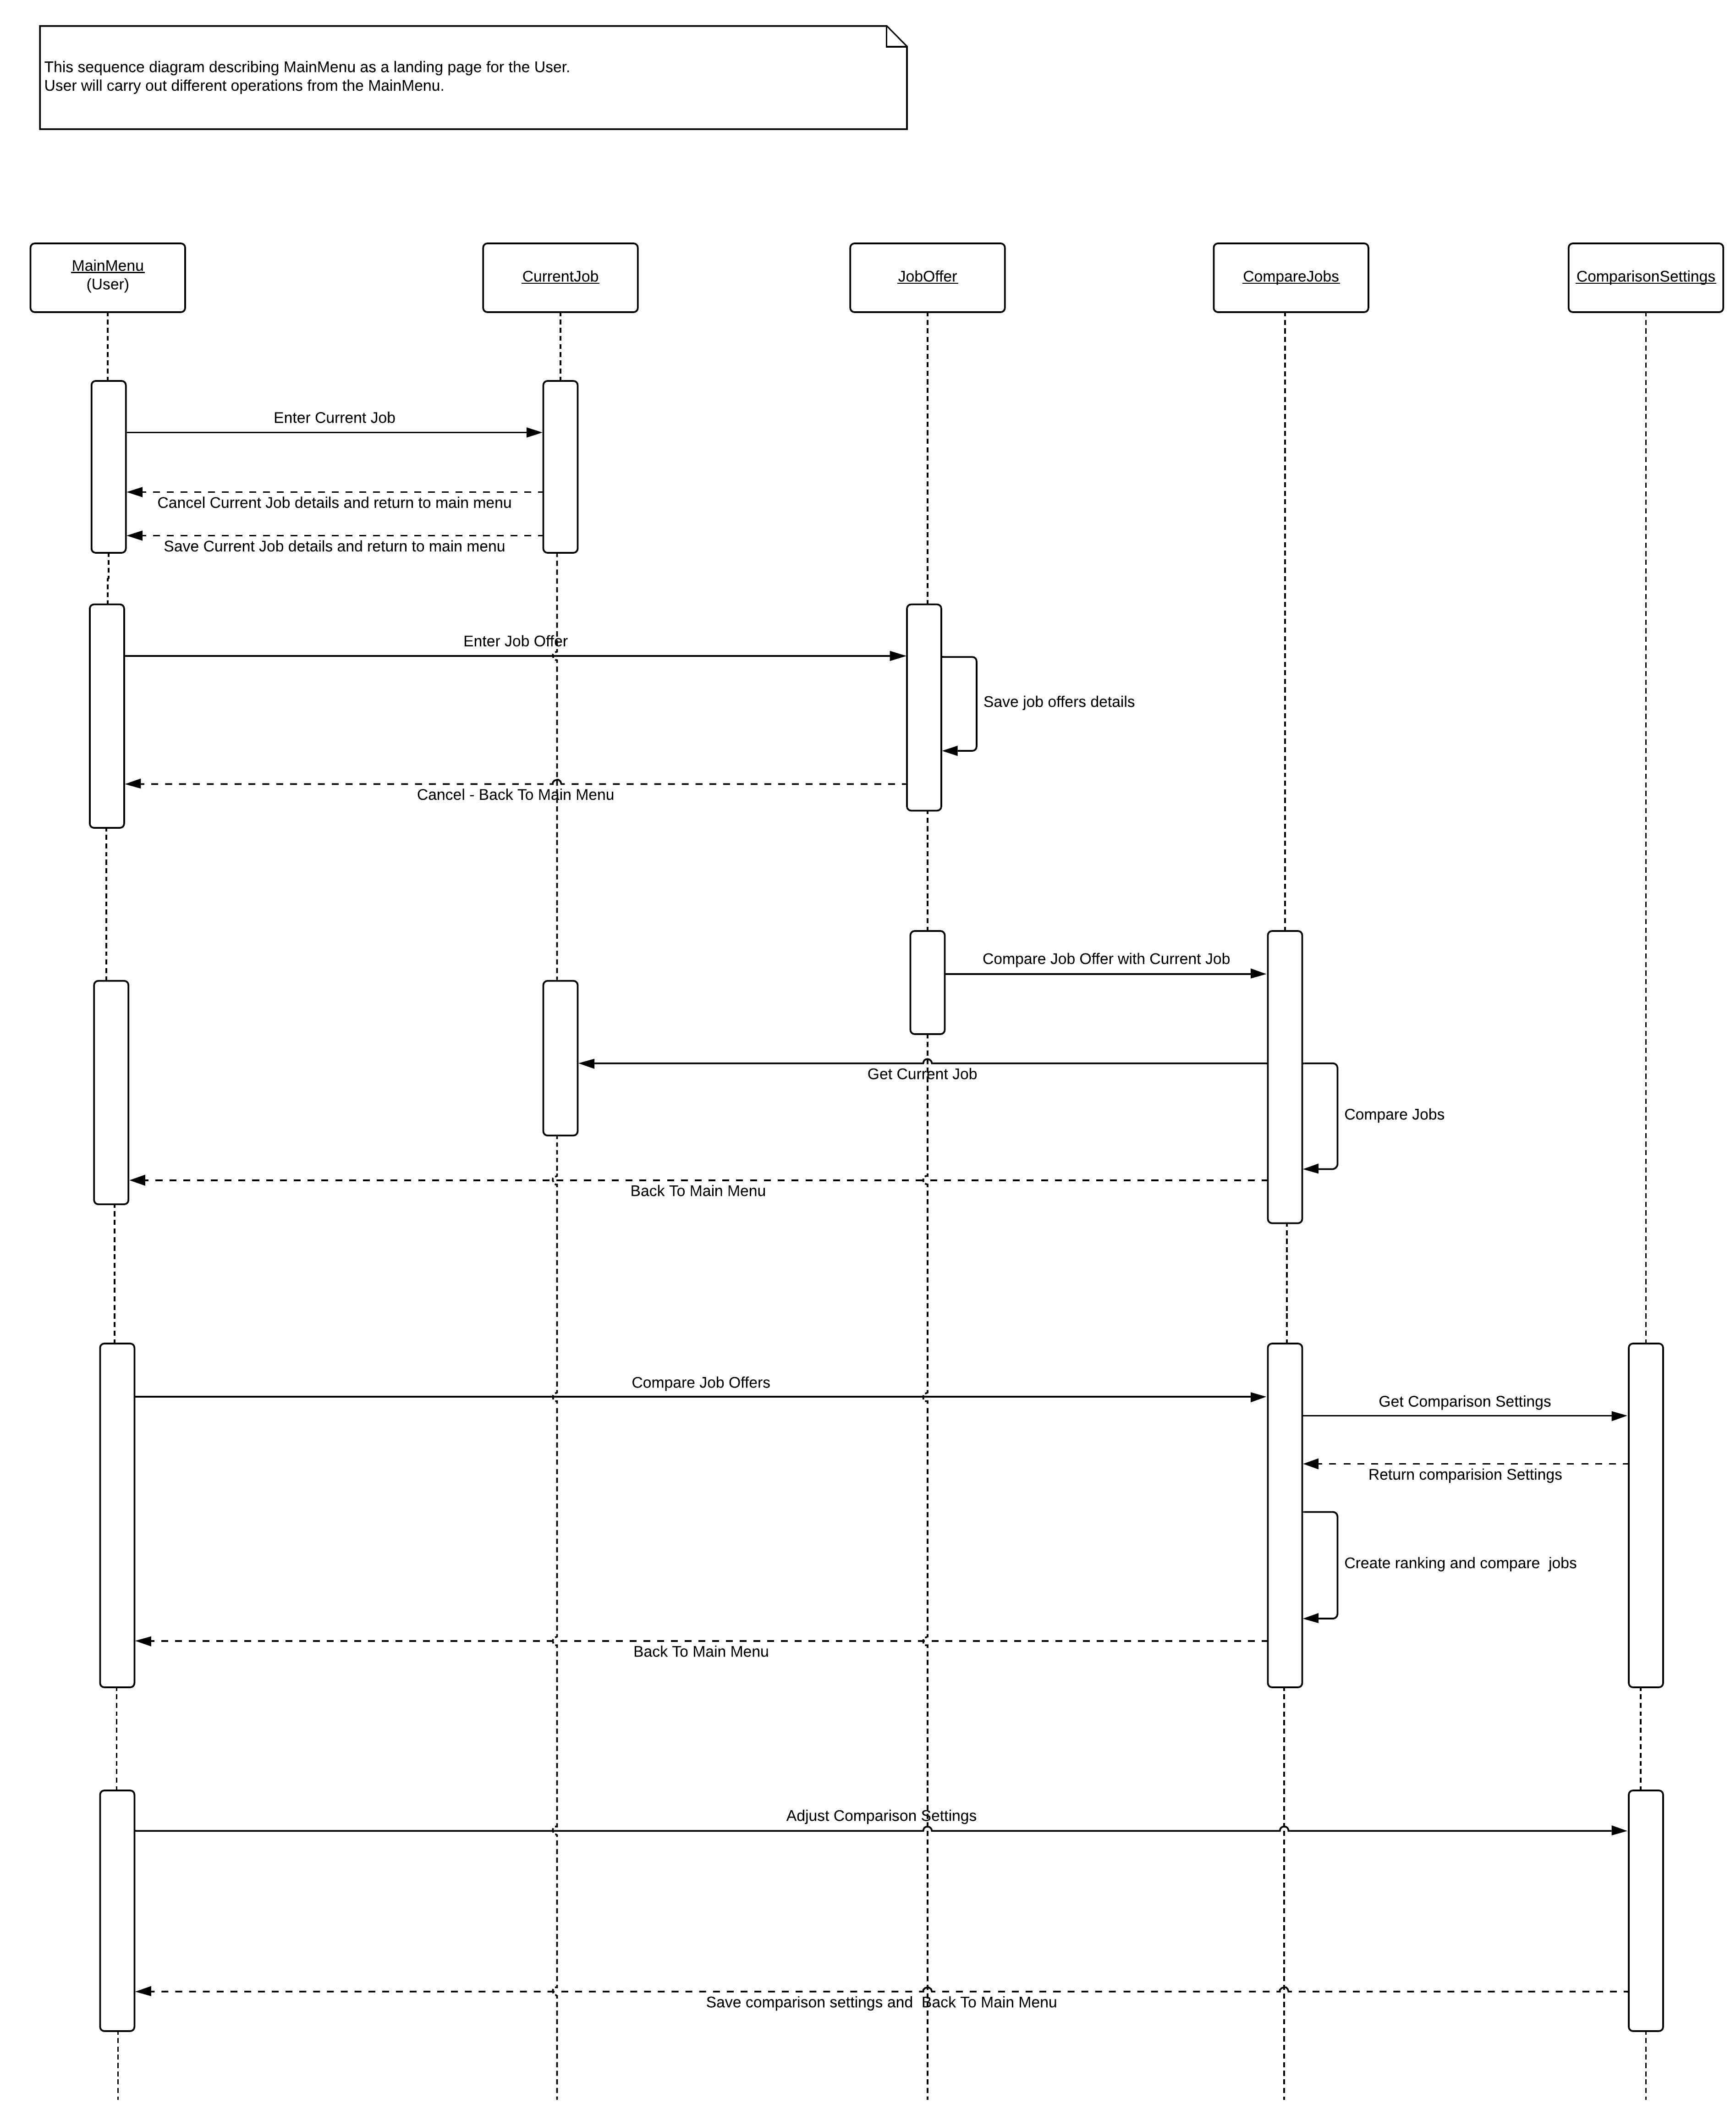 This sequence diagram describing MainMenu as a landing page for the User.
User will carry out different operations from the MainMenu.
MainMenu
(User)
CurrentJob
JobOffer
CompareJobs
ComparisonSettings
Enter Current Job
Cancel Current Job details and return to main menu
Save Current Job details and return to main menu
Enter Job Offer
Save job offers details
Cancel - Back To Main Menu
Compare Job Offer with Current Job
Get Current Job
Compare Jobs
Back To Main Menu
Compare Job Offers
Get Comparison Settings
Return comparision Settings
Create ranking and compare  jobs
Back To Main Menu
Adjust Comparison Settings
Save comparison settings and  Back To Main Menu